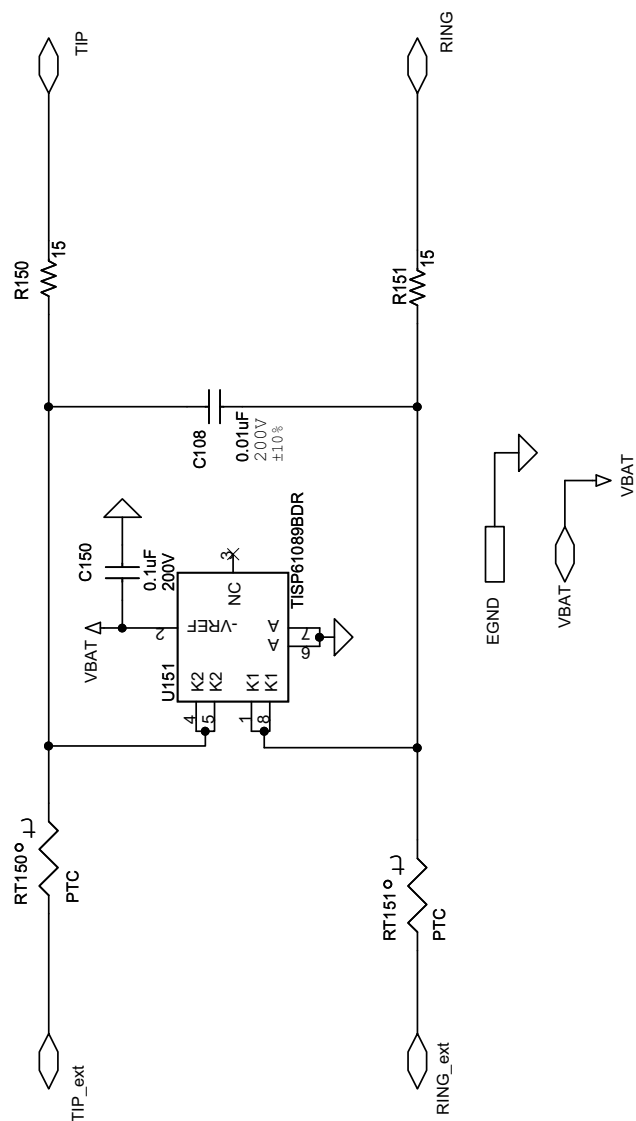 TIP_ext
RT150
t
PTC
VBAT
C150
0.1uF
200V
2
3
-VREF
NC
U151
TISP61089BDR
4
5
K2
K2
1
8
K1
K1
A
A
6
7
C108
0.01uF
200V
±10%
R150
15
TIP
RING_ext
RT151
t
PTC
R151
15
RING
EGND
VBAT
VBAT